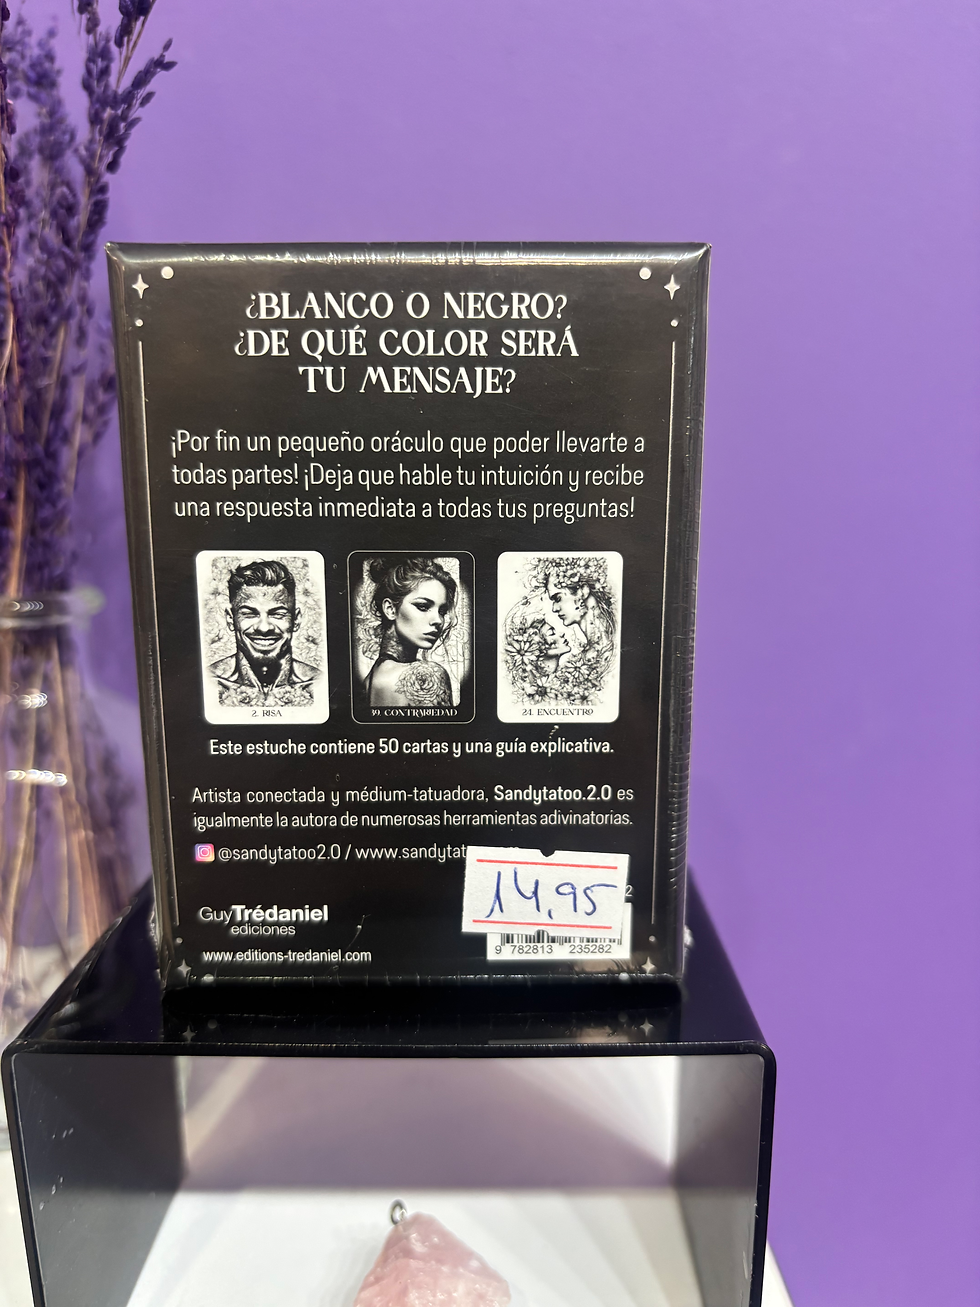 ¿BLANCO O NEGRO?
¿DE QUÉ COLOR SERÁ
TU MENSAJE?
¡Por fin un pequeño oráculo que poder llevarte a
todas partes! ¡Deja que hable tu intuición y recibe
una respuesta inmediata a todas tus preguntas!
2. RISA
39. CONTRARIEDAD
24. ENCUENTRO
Este estuche contiene 50 cartas y una guía explicativa.
Artista conectada y médium-tatuadora, Sandytatoo.2.0 es
igualmente la autora de numerosas herramientas adivinatorias.
@sandytatoo2.0 / www.sandytat
14,95
2
GuyTrédaniel
ediciones
www.editions-tredaniel.com
9 782813 235282